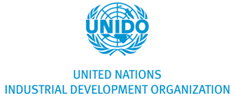 UNIDO
UNITED NATIONS
INDUSTRIAL DEVELOPMENT ORGANIZATION